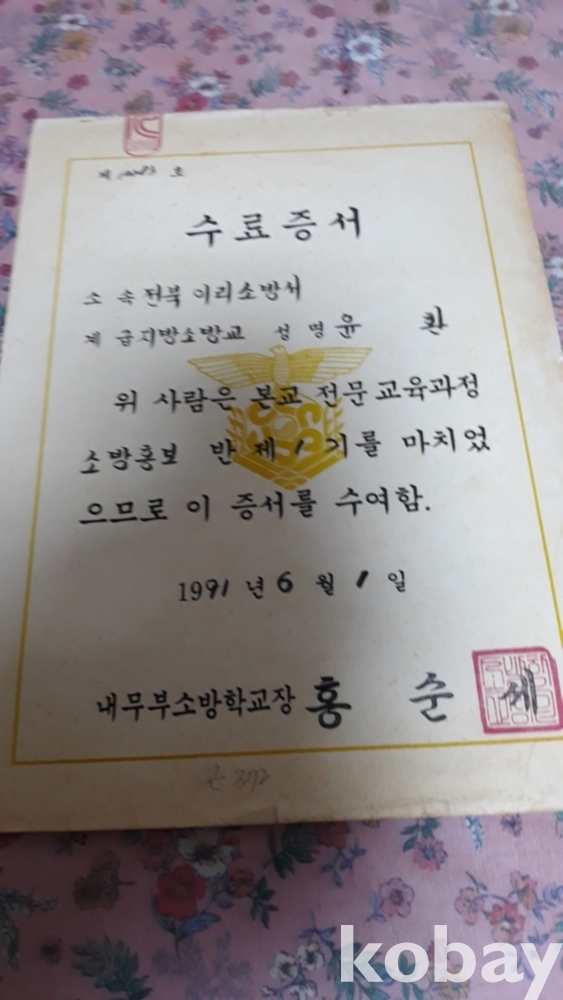 제 호
수료증서
소속 전북 이리소방서
계급 지방소방교 성명 윤 환
위 사람은 본교 전문교육과정
소방홍보 반 제 1 기를 마치었
으므로 이 증서를 수여함.
1991 년 6 월 1 일
내무부소방학교장 홍 순 세
kobay